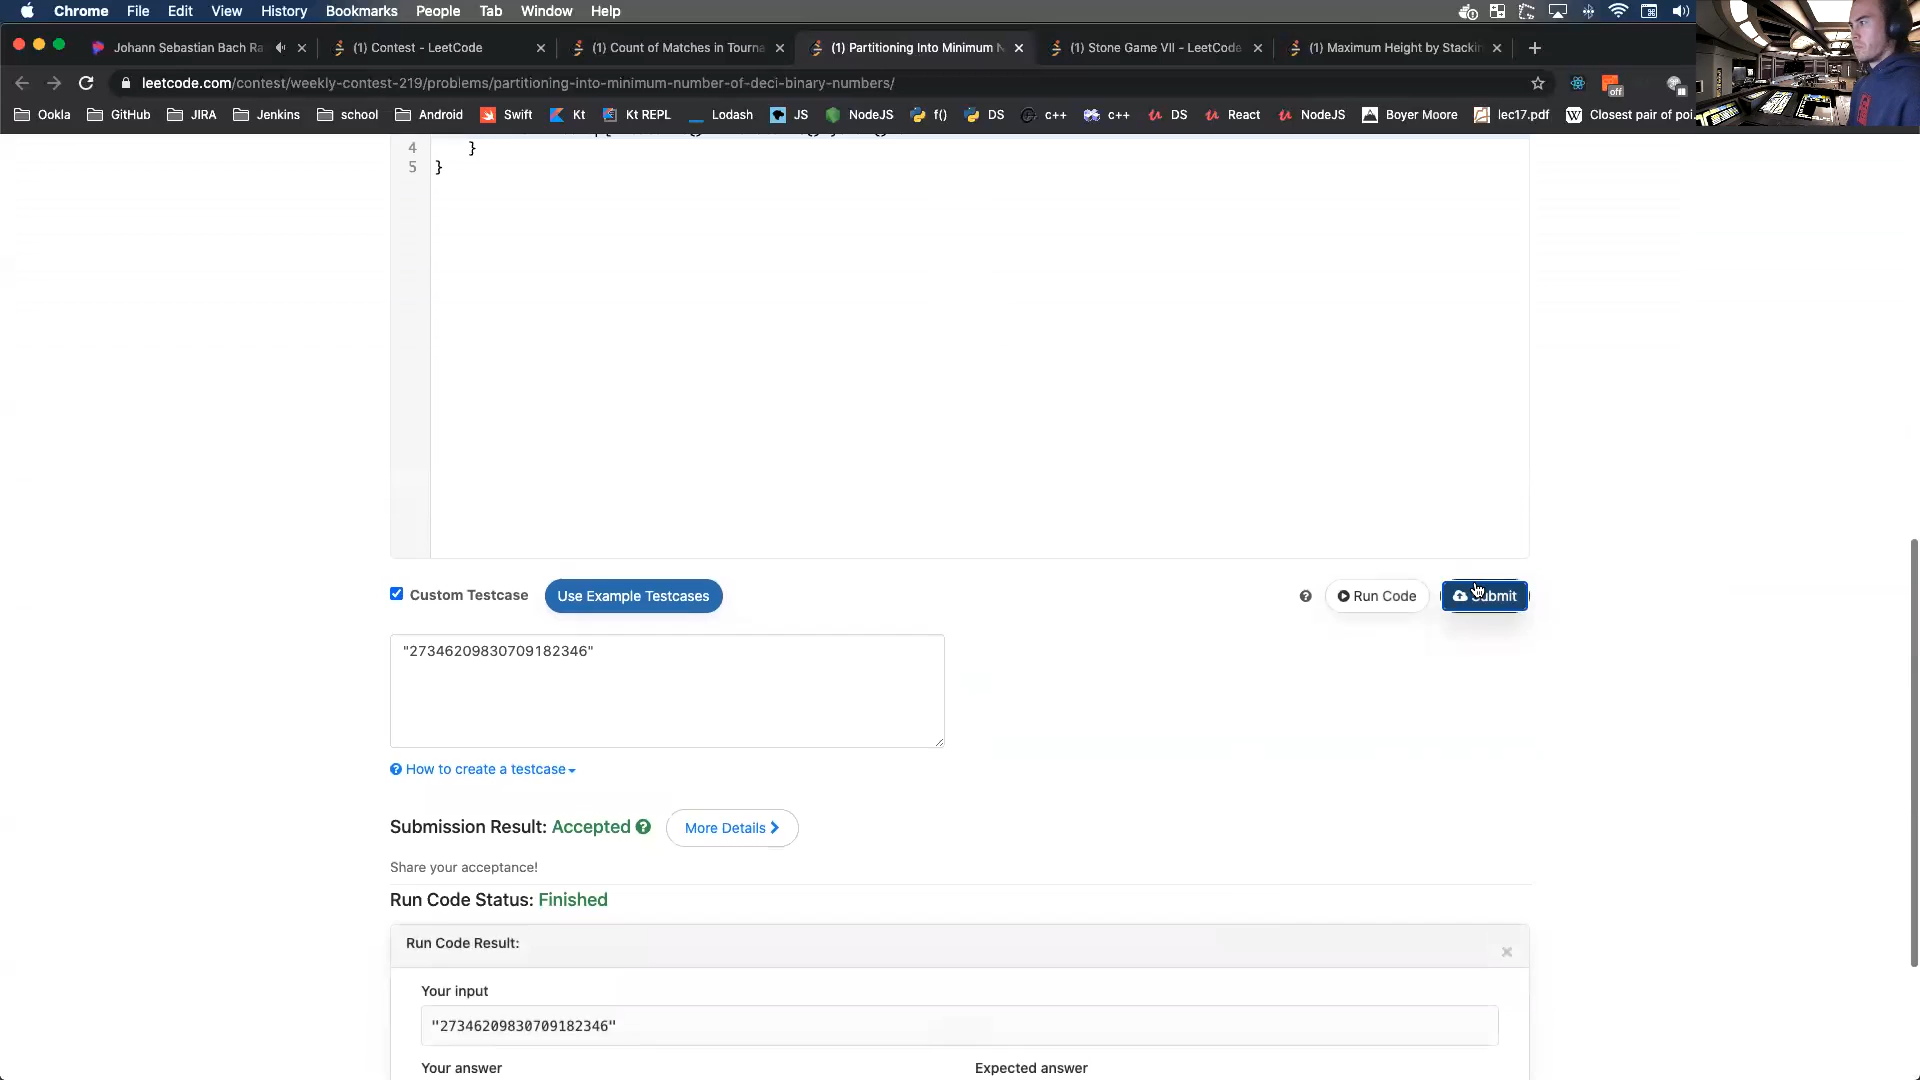 Chrome File Edit View History Bookmarks People Tab Window Help
Johann Sebastian Bach Ra
(1) Contest - LeetCode
(1) Count of Matches in Tourna
(1) Partitioning Into Minimum N
(1) Stone Game VII - LeetCode
(1) Maximum Height by Stackin
leetcode.com/contest/weekly-contest-219/problems/partitioning-into-minimum-number-of-deci-binary-numbers/
off
Ookla GitHub JIRA Jenkins school Android Swift Kt Kt REPL Lodash JS NodeJS f() DS c++ c++ DS React NodeJS Boyer Moore lec17.pdf Closest pair of poi
4 }
5 }
Custom Testcase Use Example Testcases Run Code Submit
"27346209830709182346"
How to create a testcase
Submission Result: Accepted More Details
Share your acceptance!
Run Code Status: Finished
Run Code Result:
Your input
"27346209830709182346"
Your answer Expected answer